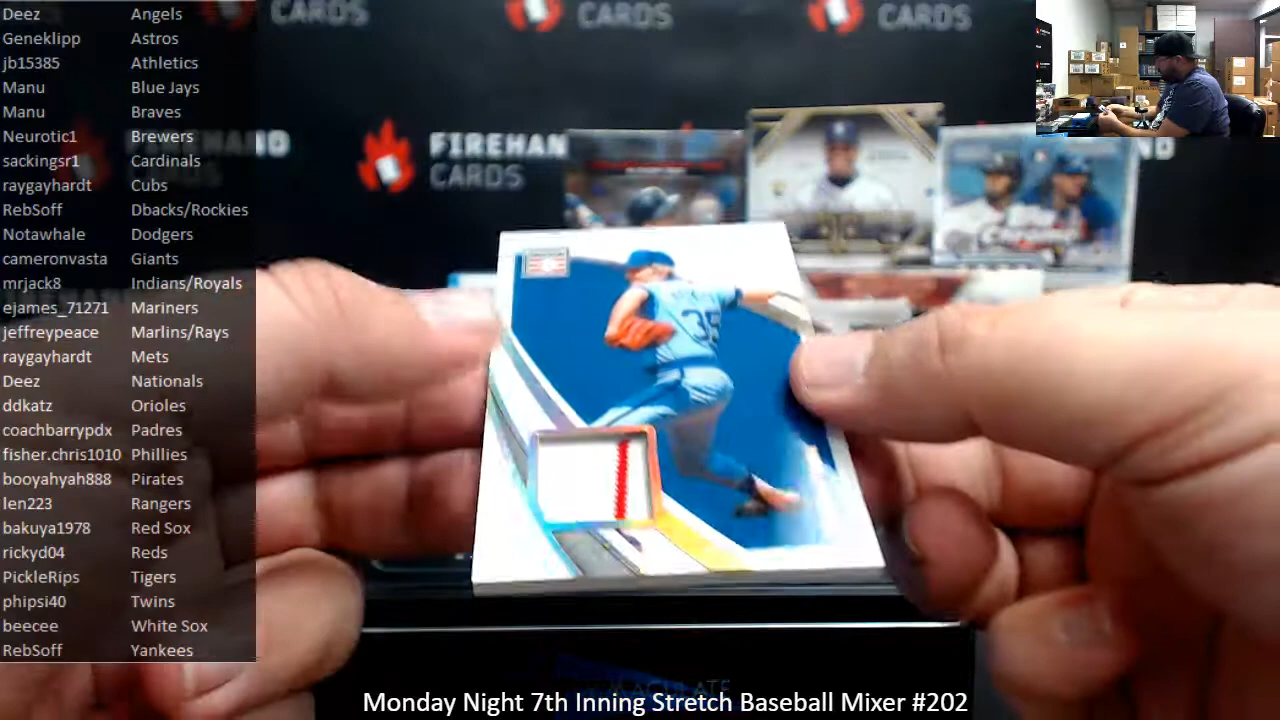 Deez Angels
Geneklipp Astros
jb15385 Athletics
Manu Blue Jays
Manu Braves
Neurotic1 Brewers
sackingsr1 Cardinals
raygayhardt Cubs
RebSoff Dbacks/Rockies
Notawhale Dodgers
cameronvasta Giants
mrjack8 Indians/Royals
ejames_71271 Mariners
jeffreypeace Marlins/Rays
raygayhardt Mets
Deez Nationals
ddkatz Orioles
coachbarrypdx Padres
fisher.chris1010 Phillies
booyahyah888 Pirates
len223 Rangers
bakuya1978 Red Sox
rickyd04 Reds
PickleRips Tigers
phipsi40 Twins
beecee White Sox
RebSoff Yankees
CARDS
CARDS
CARDS
FIREHAN
CARDS
35
Monday Night 7th Inning Stretch Baseball Mixer #202